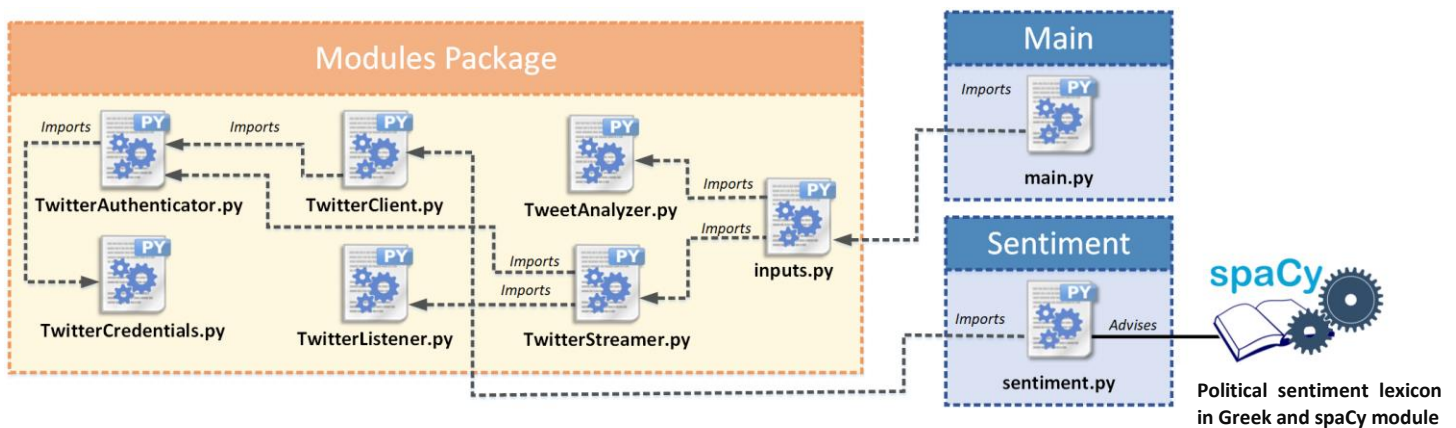 Modules Package
Main
Imports
Imports
Imports
PY
PY
PY
PY
main.py
TwitterAuthenticator.py
TwitterClient.py
TweetAnalyzer.py
Imports
PY
Imports
inputs.py
Sentiment
PY
PY
PY
Imports
Imports
TwitterCredentials.py
TwitterListener.py
TwitterStreamer.py
Imports
PY
Advises
sentiment.py
spaCy
Political sentiment lexicon
in Greek and spaCy module